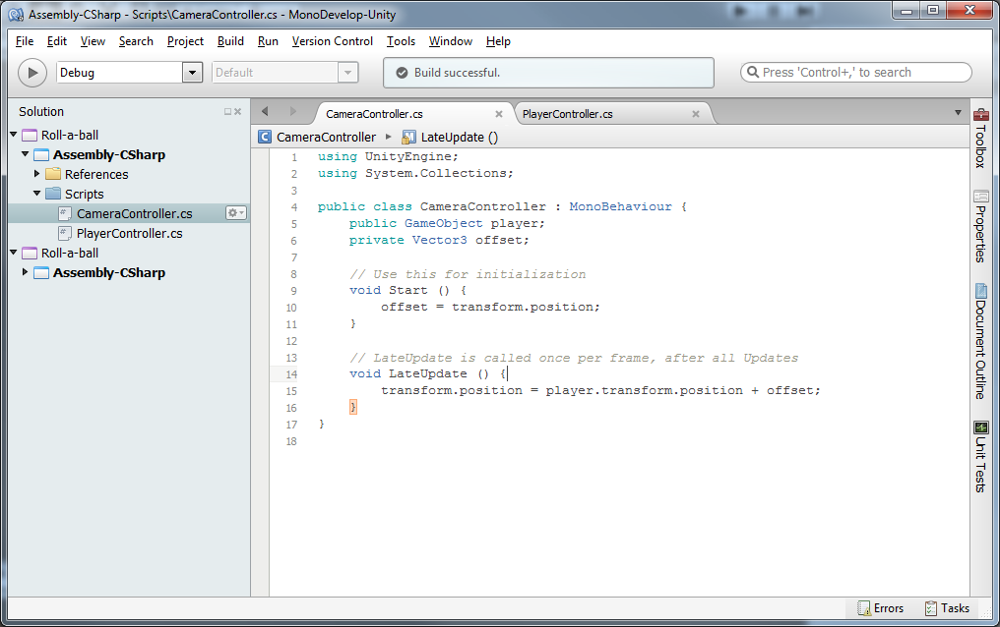 Assembly-CSharp - Scripts\CameraController.cs - MonoDevelop-Unity
File Edit View Search Project Build Run Version Control Tools Window Help
Debug Default Build successful. Press 'Control+,' to search
Solution
Roll-a-ball
Assembly-CSharp
References
Scripts
CameraController.cs
PlayerController.cs
Roll-a-ball
Assembly-CSharp
CameraController.cs PlayerController.cs
C CameraController M LateUpdate ()
1 using UnityEngine;
2 using System.Collections;
3
4 public class CameraController : MonoBehaviour {
5 public GameObject player;
6 private Vector3 offset;
7
8 // Use this for initialization
9 void Start () {
10 offset = transform.position;
11 }
12
13 // LateUpdate is called once per frame, after all Updates
14 void LateUpdate () {
15 transform.position = player.transform.position + offset;
16 }
17 }
18
Toolbox
Properties
Document Outline
Unit Tests
Errors Tasks